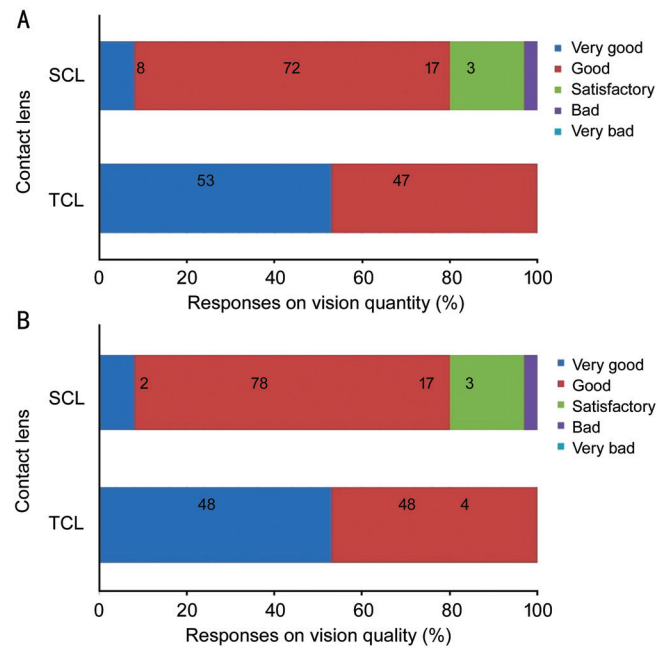 A
SCL
8 72 17 3
TCL
53 47
Contact lens
Very good
Good
Satisfactory
Bad
Very bad
0 20 40 60 80 100
Responses on vision quantity (%)
B
SCL
2 78 17 3
TCL
48 48 4
Contact lens
Very good
Good
Satisfactory
Bad
Very bad
0 20 40 60 80 100
Responses on vision quality (%)